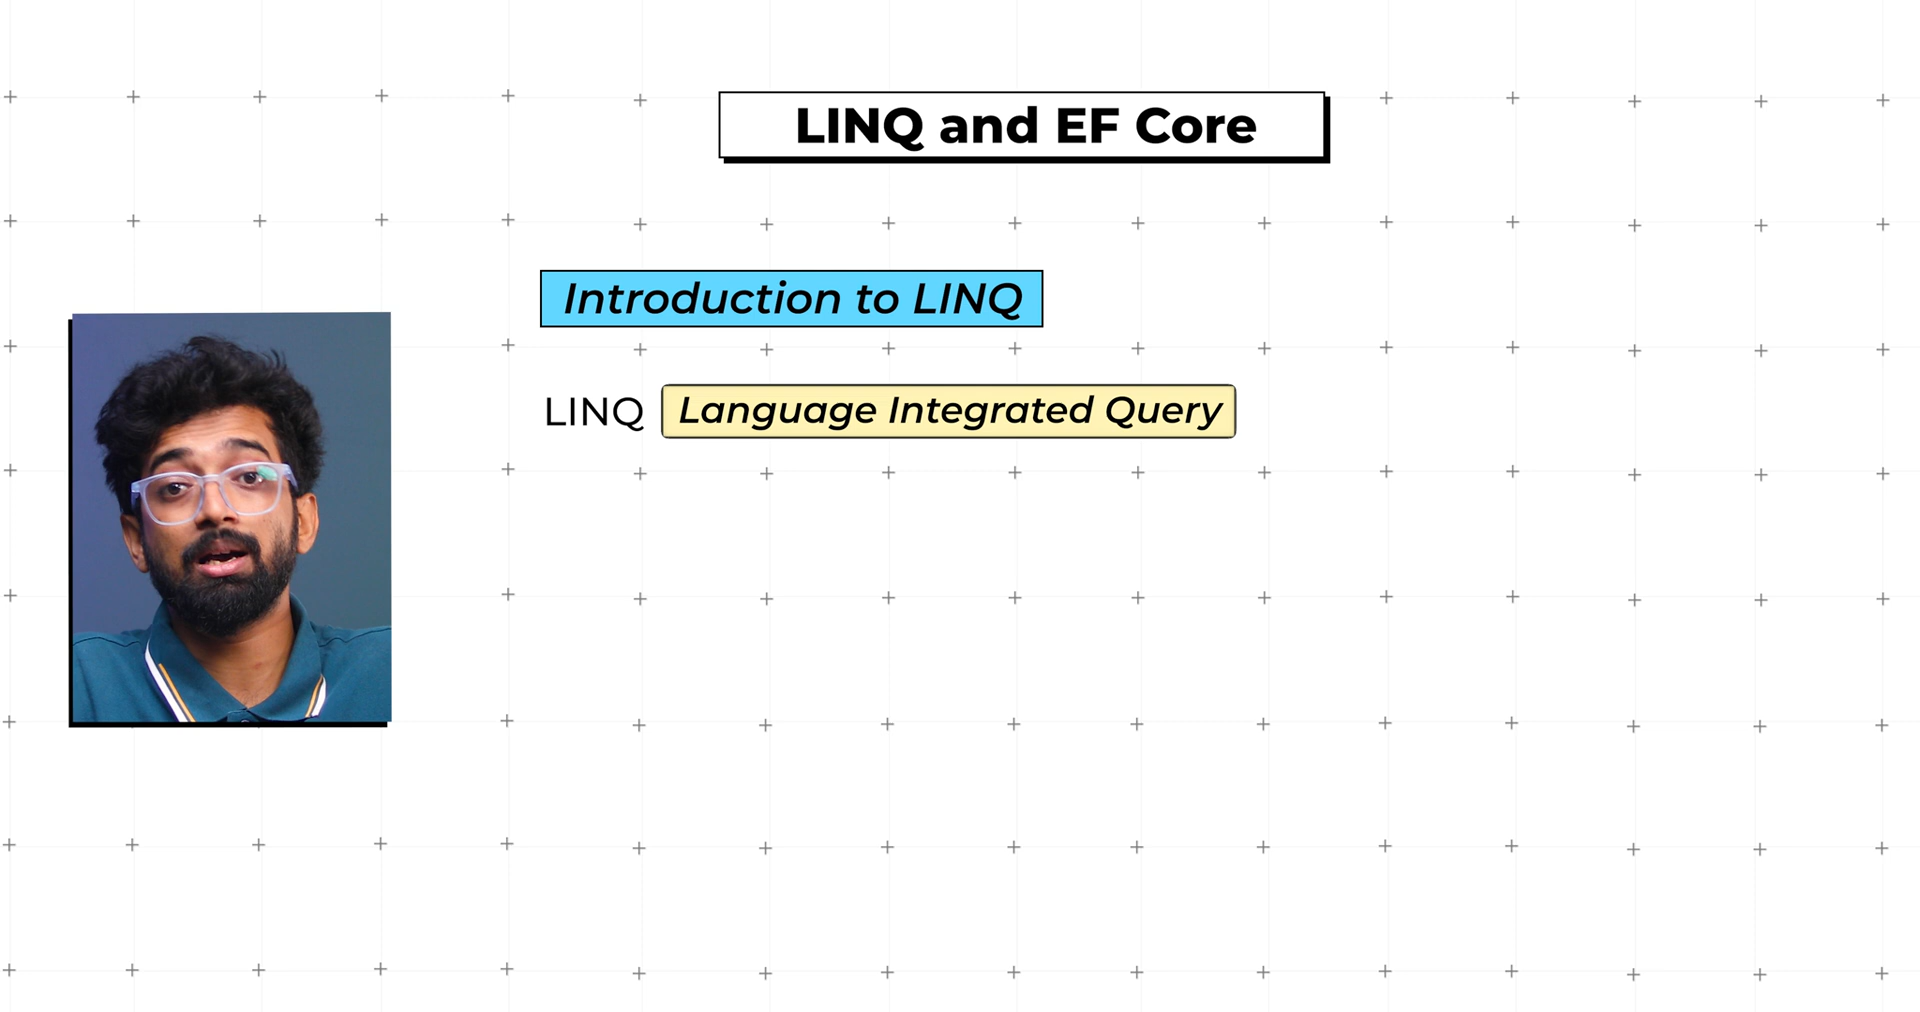 LINQ and EF Core
Introduction to LINQ
LINQ Language Integrated Query